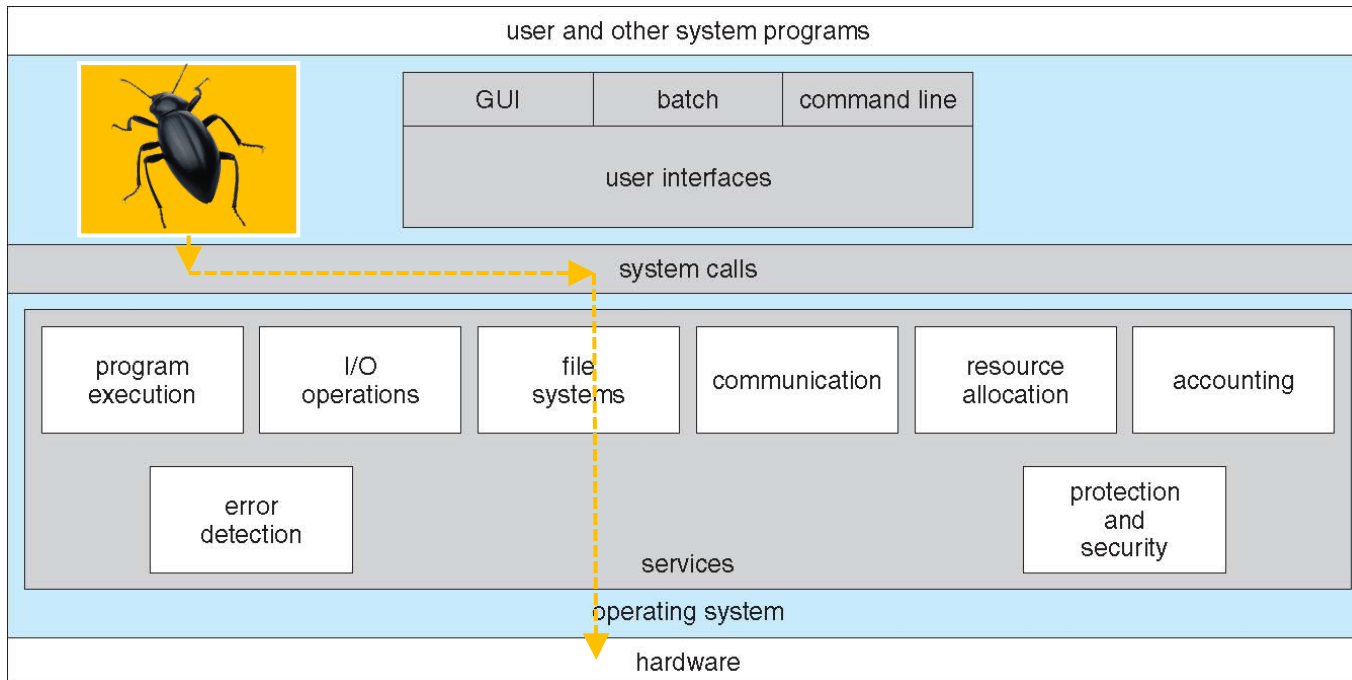 user and other system programs
GUI
batch
command line
user interfaces
system calls
program
execution
I/O
operations
file
systems
communication
resource
allocation
accounting
error
detection
protection
and
security
services
operating system
hardware